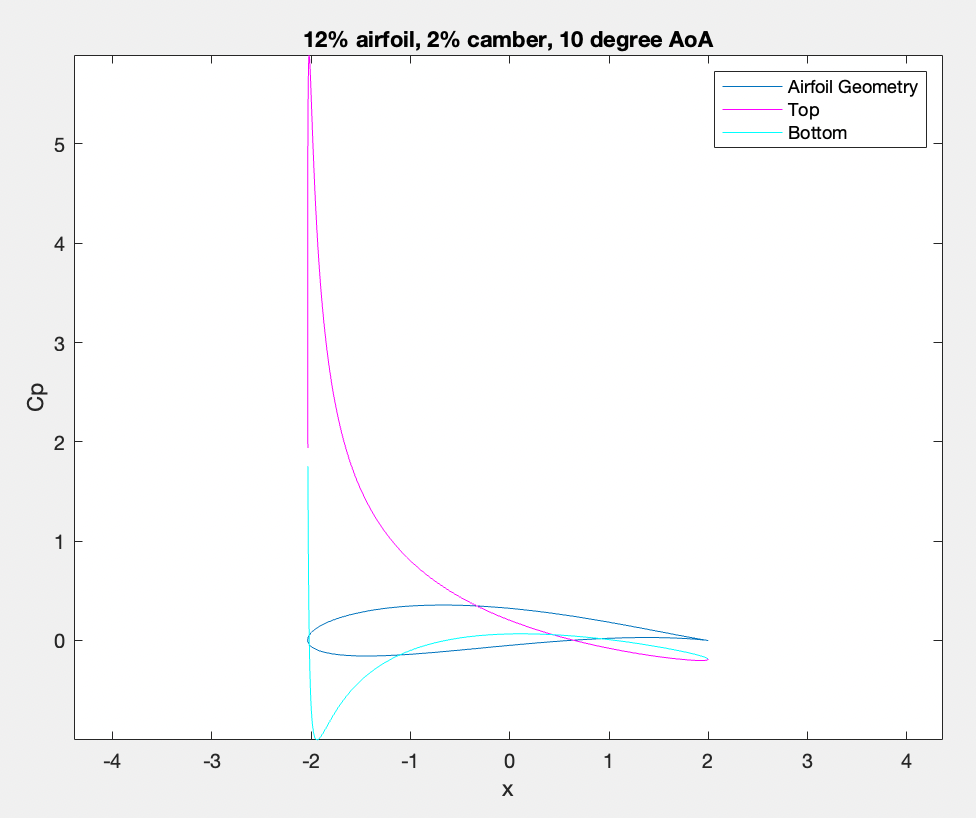 12% airfoil, 2% camber, 10 degree AoA
Airfoil Geometry
Top
Bottom
Cp
5
4
3
2
1
0
-4 -3 -2 -1 0 1 2 3 4
x